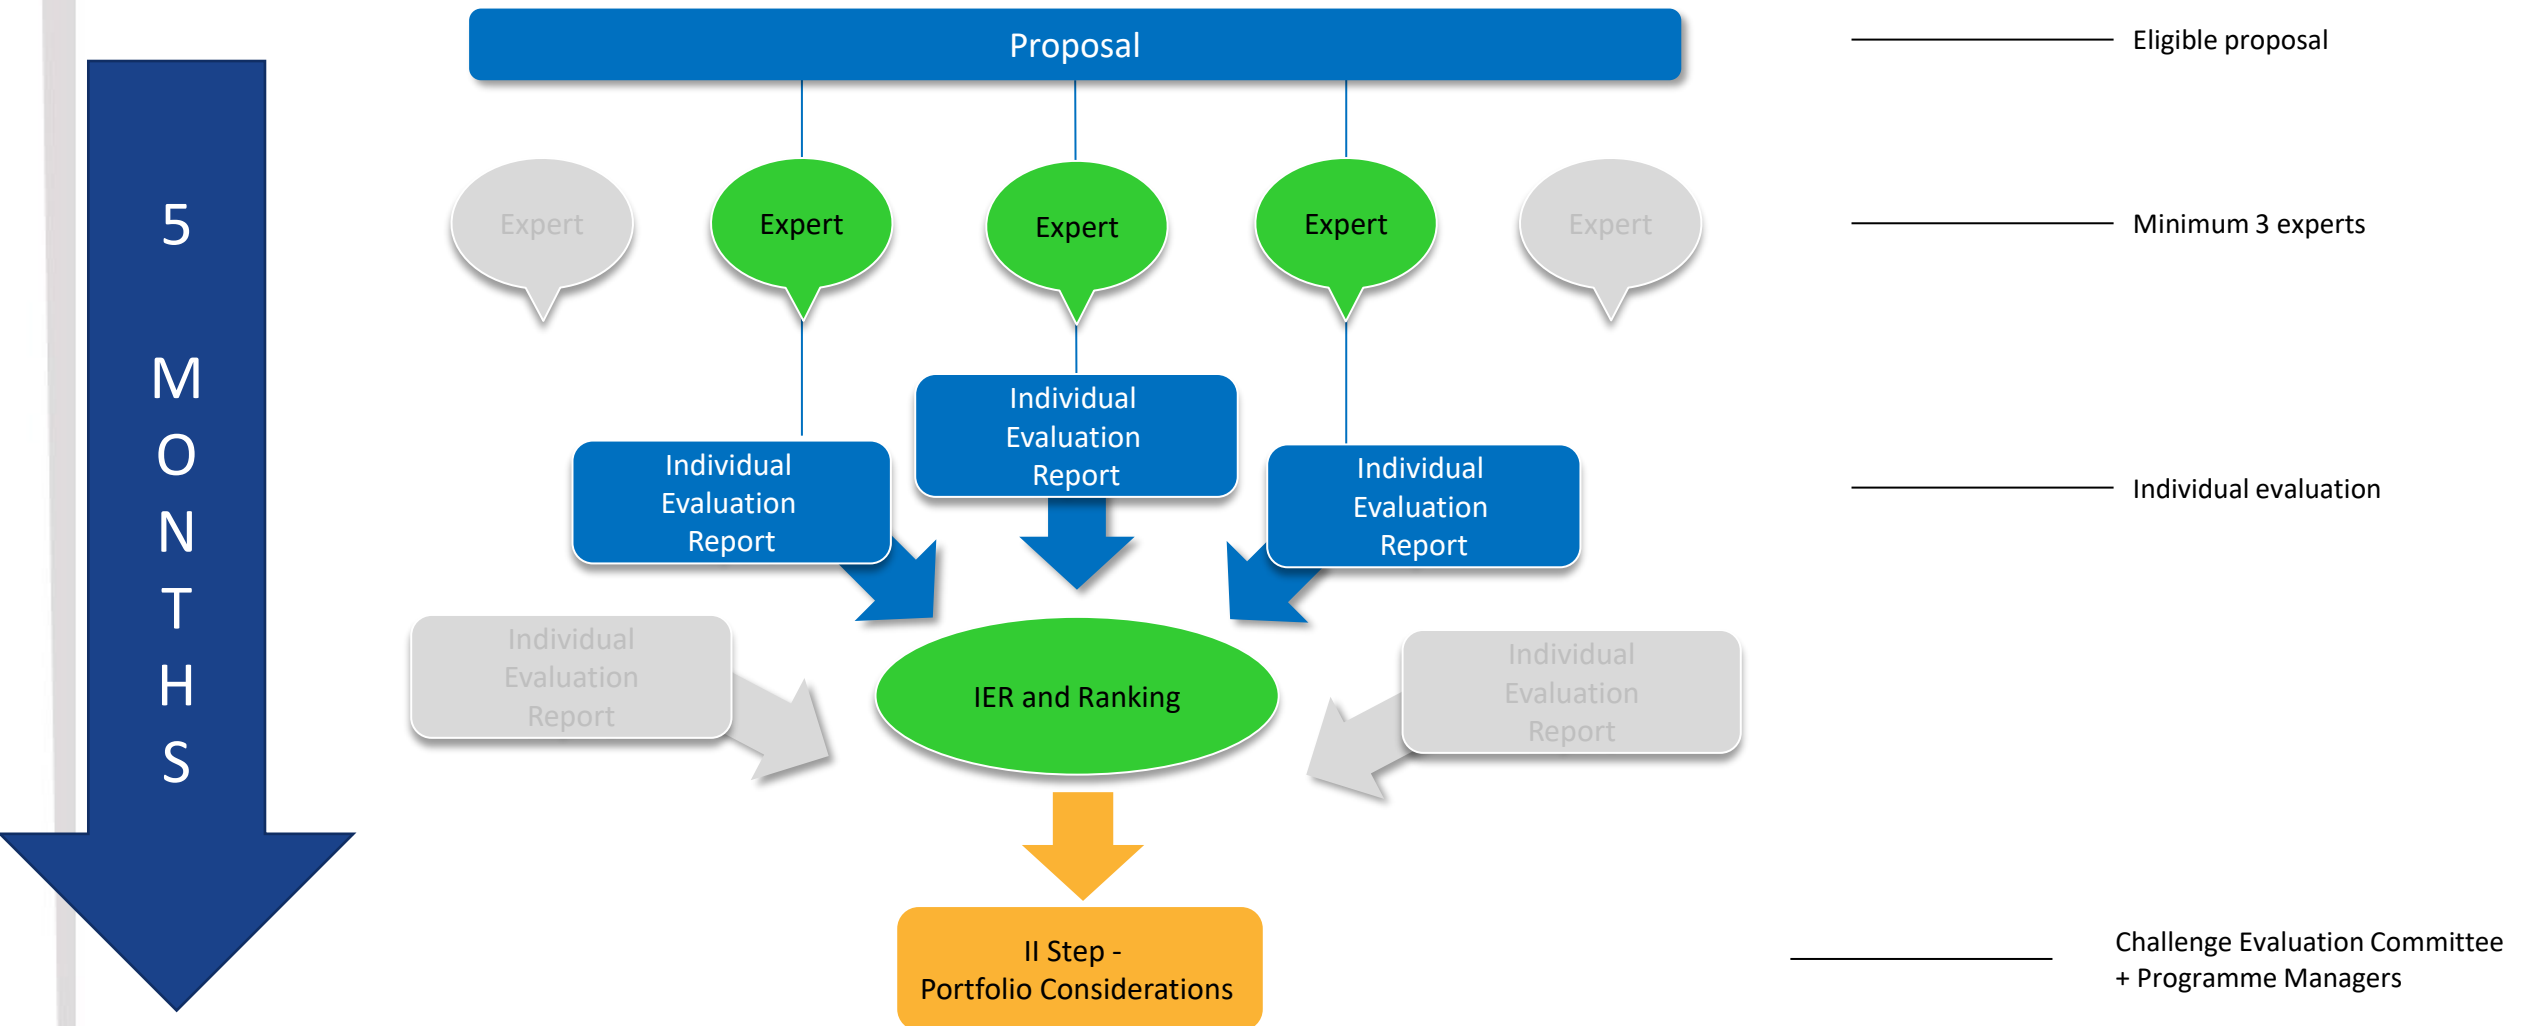 Proposal
Eligible proposal
5
M
O
N
T
H
S
Expert
Expert
Expert
Expert
Expert
Minimum 3 experts
Individual
Evaluation
Report
Individual
Evaluation
Report
Individual
Evaluation
Report
Individual evaluation
Individual
Evaluation
Report
IER and Ranking
Individual
Evaluation
Report
II Step -
Portfolio Considerations
Challenge Evaluation Committee
+ Programme Managers